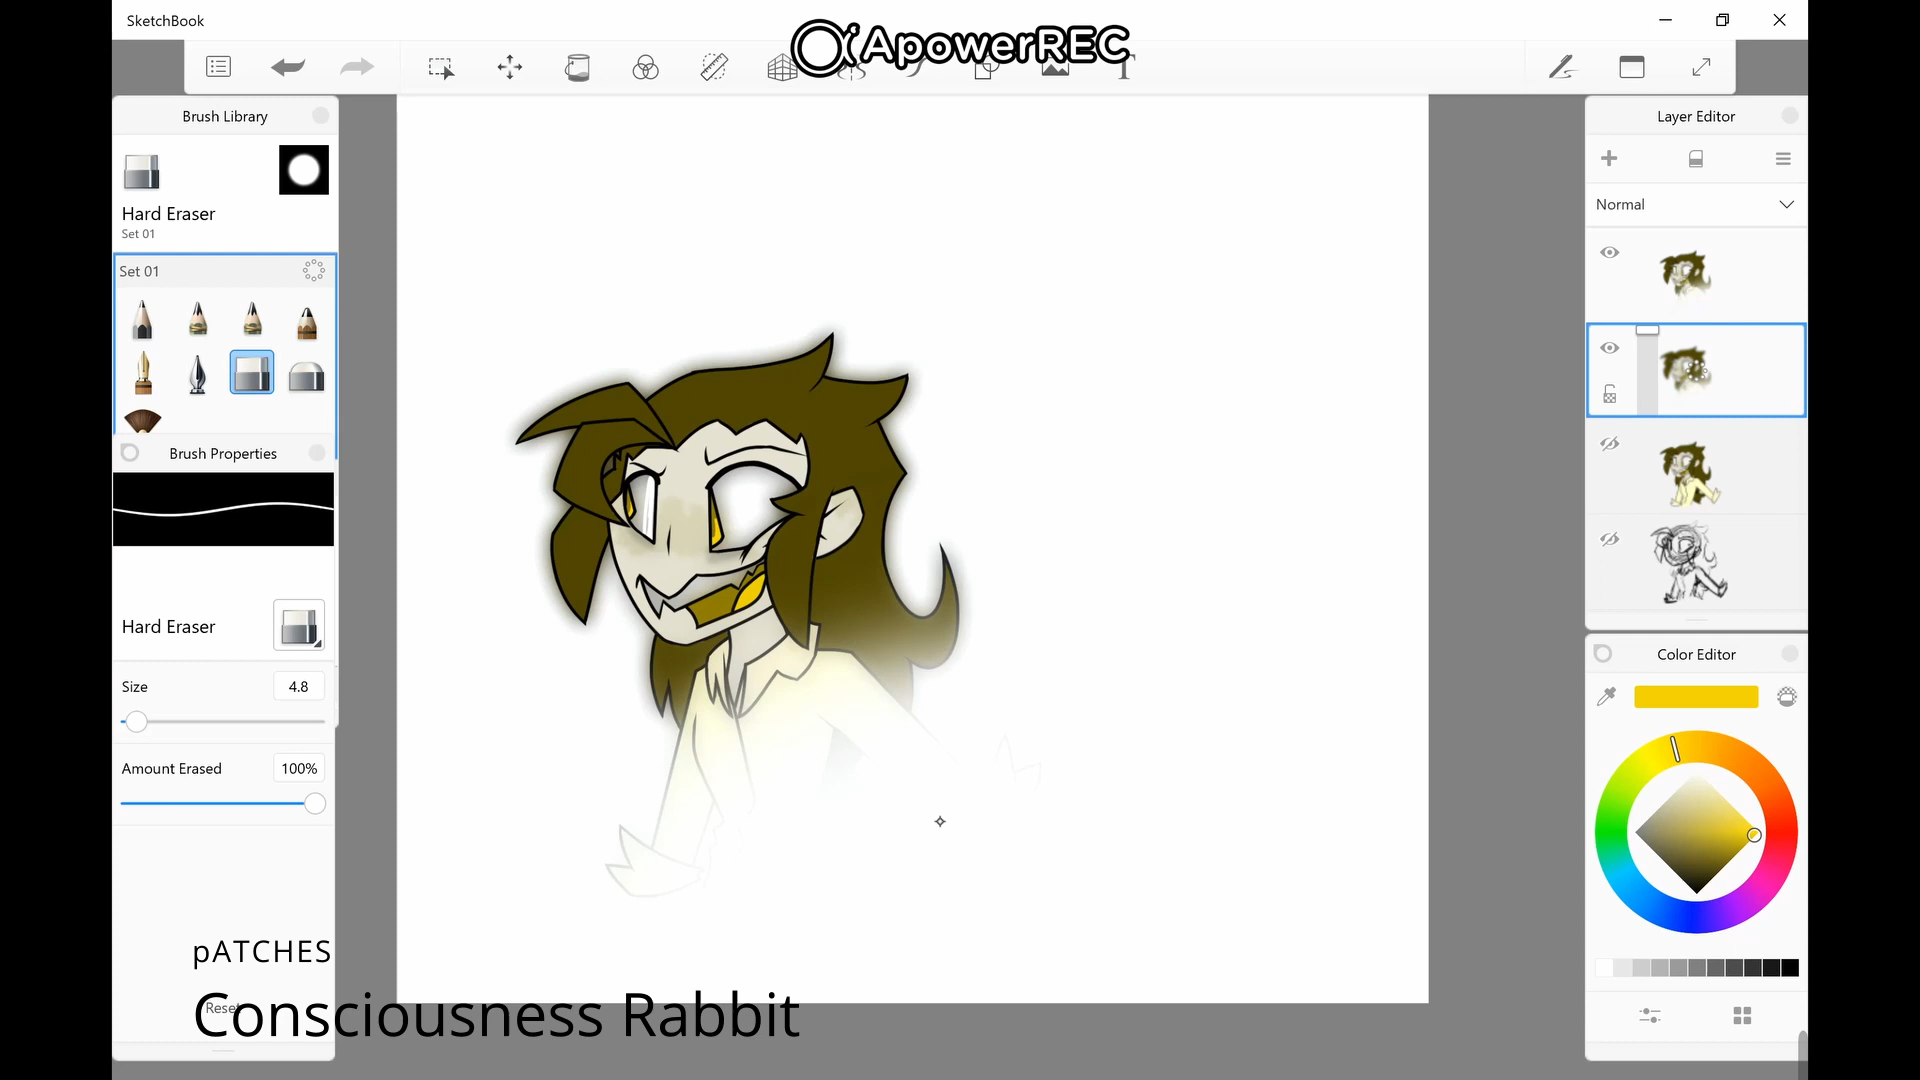 SketchBook
ApowerREC
Brush Library
Hard Eraser
Set 01
Set 01
Brush Properties
Hard Eraser
Size
4.8
Amount Erased
100%
Reset
pATCHES
Consciousness Rabbit
Layer Editor
Normal
Color Editor